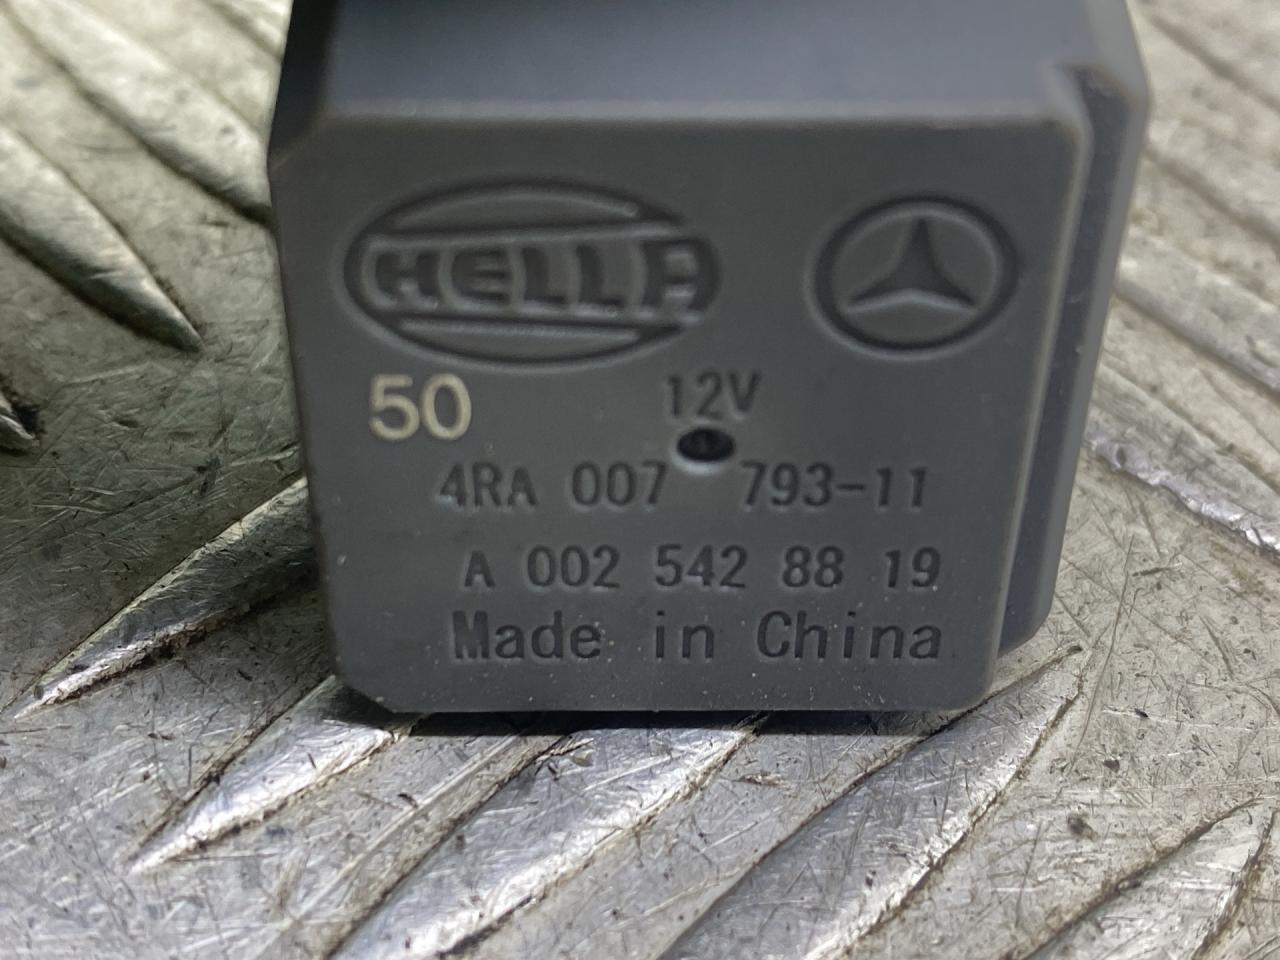 HELLA
50 12V
4RA 007 793-11
A 002 542 88 19
Made in China